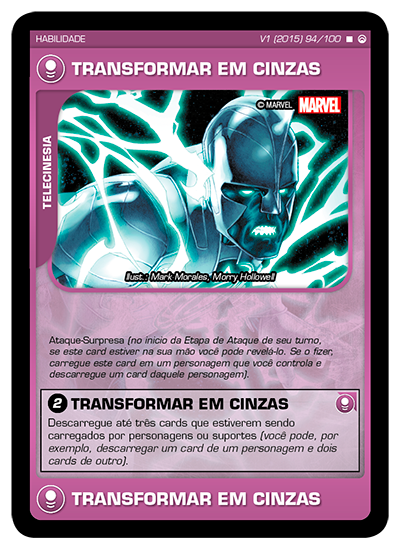 HABILIDADE
V1 (2015) 94/100
TRANSFORMAR EM CINZAS
© MARVEL MARVEL
TELECINESIA
Ilust.: Mark Morales, Morry Hollowell
Ataque-Surpresa (no início da Etapa de Ataque de seu turno,
se este card estiver na sua mão você pode revelá-lo. Se o fizer,
carregue este card em um personagem que você controla e
descarregue um card daquele personagem).
2 TRANSFORMAR EM CINZAS
Descarregue até três cards que estiverem sendo
carregados por personagens ou suportes (você pode, por
exemplo, descarregar um card de um personagem e dois
cards de outro).
TRANSFORMAR EM CINZAS